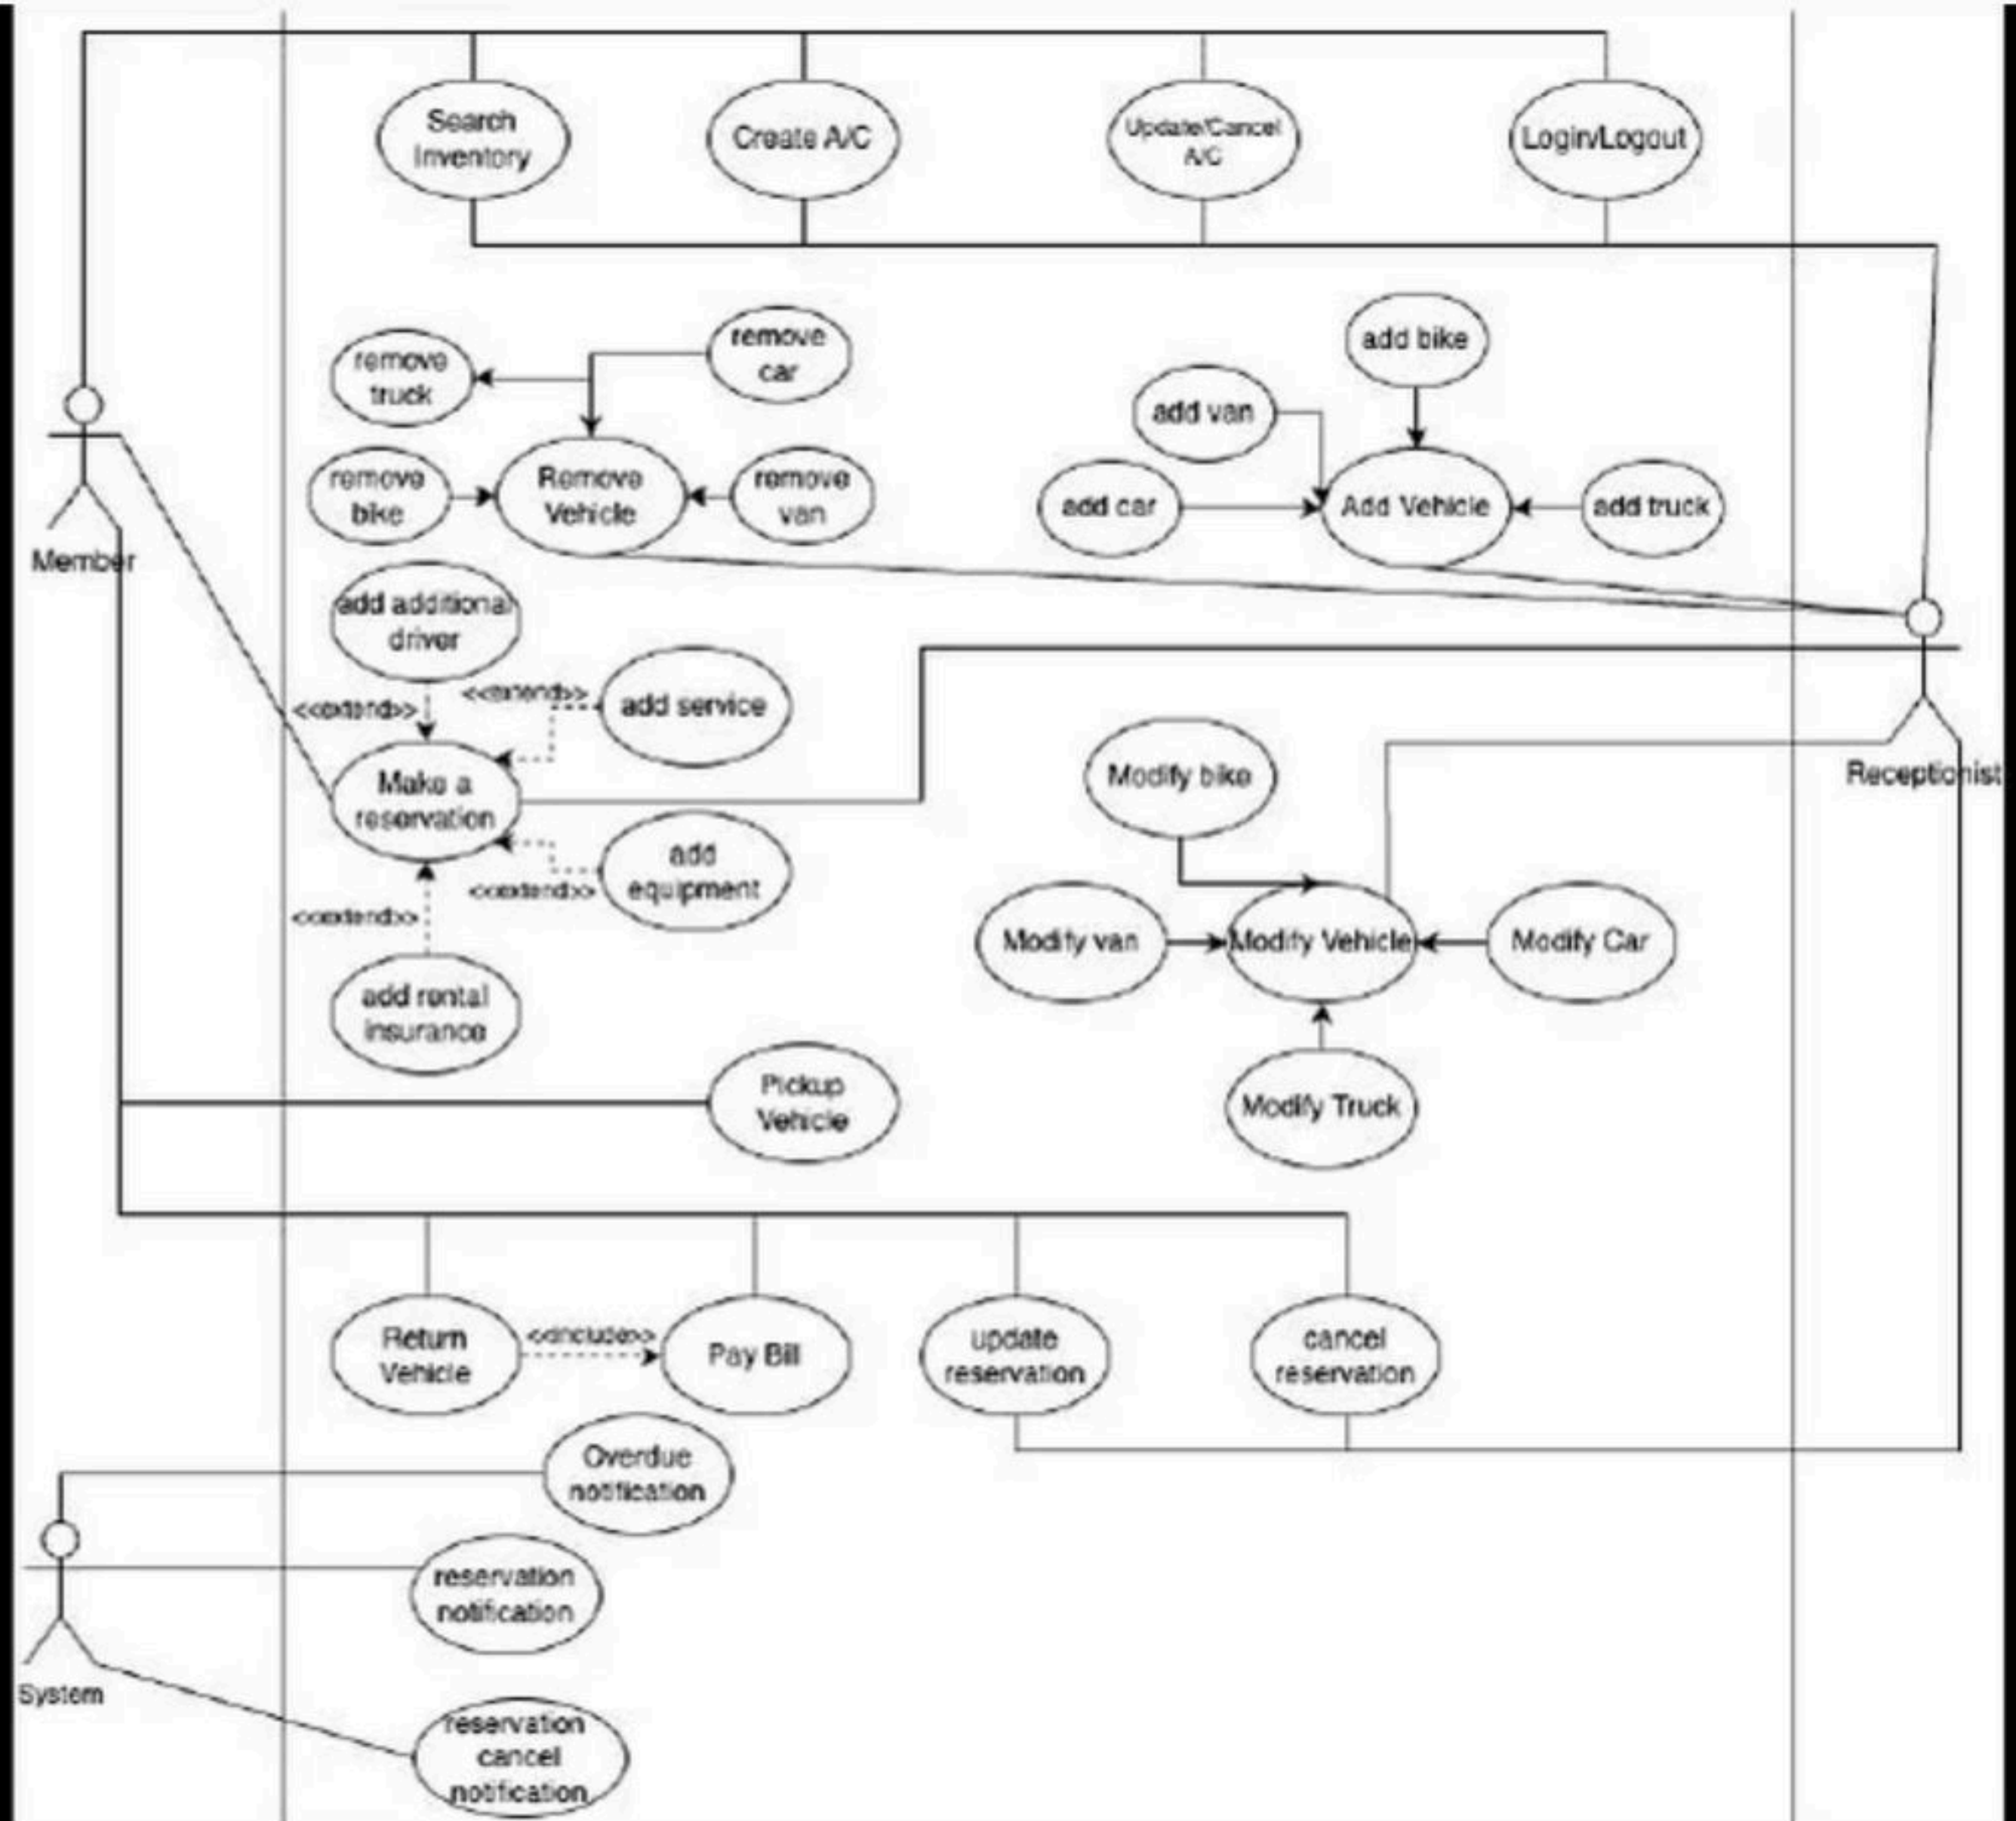 Search
Inventory
Create A/C
Update/Cancel
A/C
Login/Logout
remove
truck
remove
car
add bike
add van
remove
bike
Remove
Vehicle
remove
van
add car
Add Vehicle
add truck
Member
add additional
driver
<<extend>>
<<extend>>
add service
Make a
reservation
Modify bike
Receptionist
add
equipment
<<extend>>
<<extend>>
Modify van
Modify Vehicle
Modify Car
add rental
insurance
Pickup
Vehicle
Modify Truck
Return
Vehicle
<<include>>
Pay Bill
update
reservation
cancel
reservation
Overdue
notification
reservation
notification
System
reservation
cancel
notification